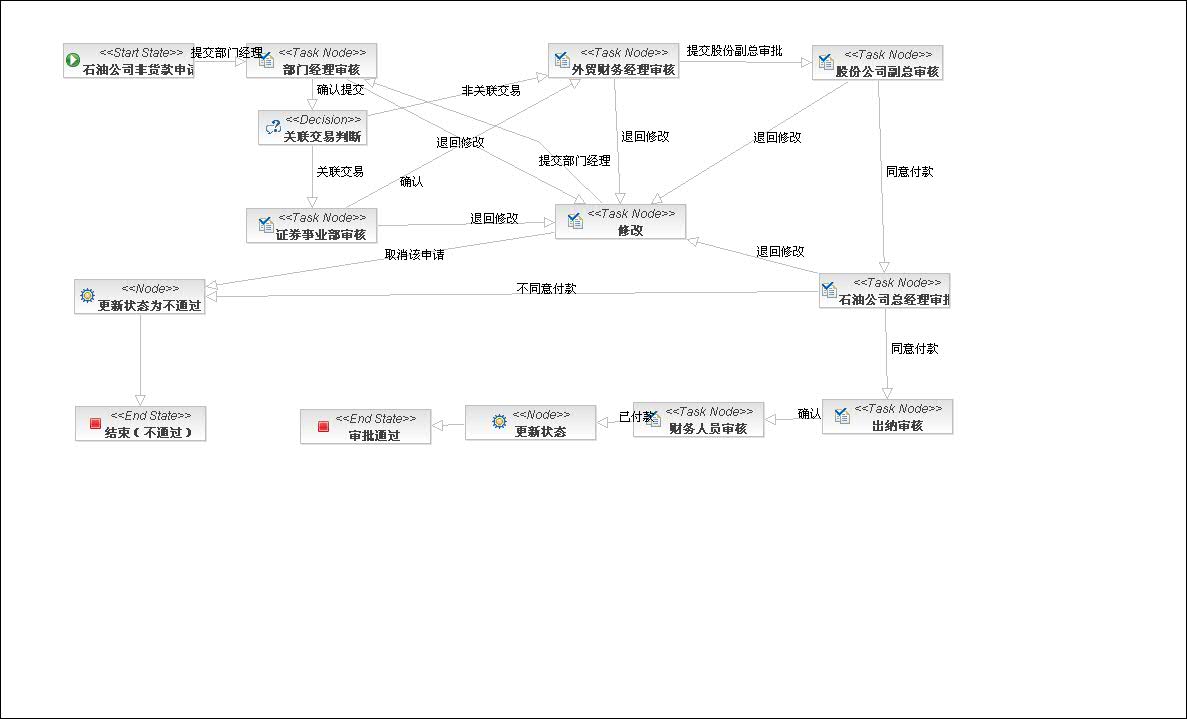 <<Start State>>
石油公司非货款申请
提交部门经理
<<Task Node>>
部门经理审核
<<Task Node>>
外贸财务经理审核
提交股份副总审批
<<Task Node>>
股份公司副总审核
确认提交
非关联交易
<<Decision>>
关联交易判断
退回修改
退回修改
退回修改
提交部门经理
关联交易
确认
同意付款
<<Task Node>>
证券事业部审核
退回修改
<<Task Node>>
修改
取消该申请
退回修改
<<Node>>
更新状态为不通过
不同意付款
<<Task Node>>
石油公司总经理审批
同意付款
<<End State>>
结束（不通过）
<<End State>>
审批通过
<<Node>>
更新状态
已付款
<<Task Node>>
财务人员审核
确认
<<Task Node>>
出纳审核